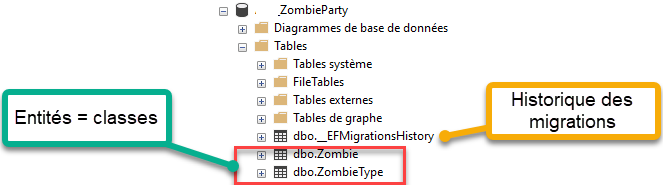 . _ZombieParty
Diagrammes de base de données
Tables
Tables système
FileTables
Tables externes
Tables de graphe
dbo.__EFMigrationsHistory
dbo.Zombie
dbo.ZombieType
Entités = classes
Historique des
migrations